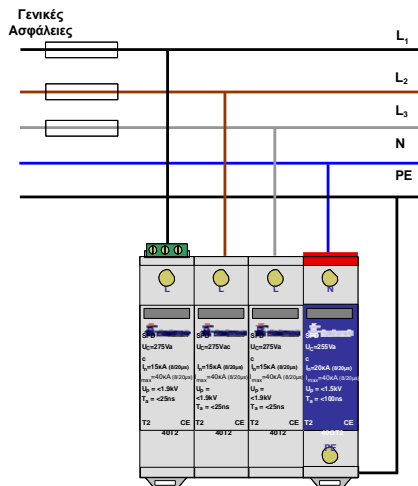 Γενικές
Ασφάλειες
L1
L2
L3
N
PE
L
L
L
N
SPD
UC=275Va
c
In=15kA (8/20μs)
Imax=40kA (8/20μs)
Up = <1.9kV
Ta = <25ns
T2 CE
40T2
SPD
UC=275Vac
In=15kA (8/20μs)
Imax=40kA (8/20μs)
Up =
<1.9kV
Ta = <25ns
T2
40T2
SPD
UC=275Va
c
In=15kA (8/20μs)
Imax=40kA (8/20μs)
Up =
<1.9kV
Ta = <25ns
T2 CE
40T2
SPD
UC=255Va
c
In=20kA (8/20μs)
Imax=40kA (8/20μs)
Up = <1.5kV
Ta = <100ns
T2 CE
PE